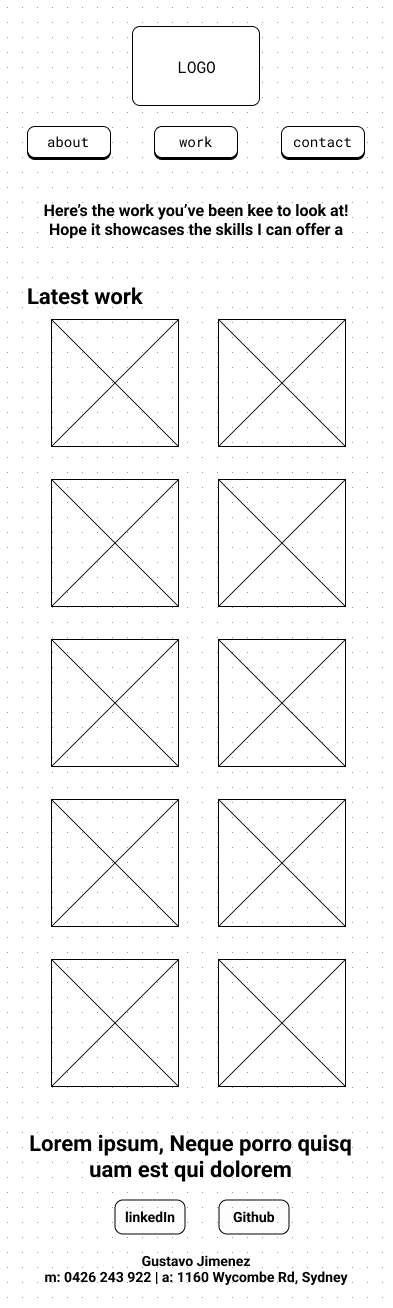 LOGO
about
work
contact
Here’s the work you’ve been kee to look at!
Hope it showcases the skills I can offer a
Latest work
Lorem ipsum, Neque porro quisq
uam est qui dolorem
linkedIn
Github
Gustavo Jimenez
m: 0426 243 922 | a: 1160 Wycombe Rd, Sydney